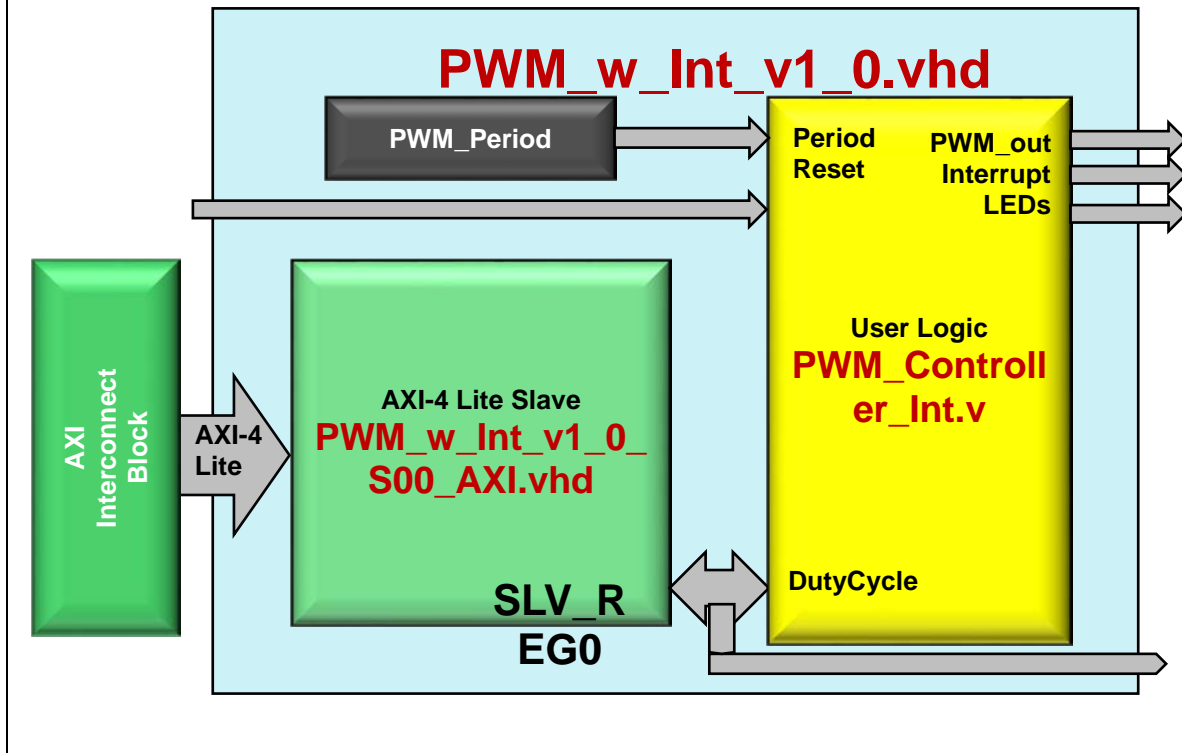 PWM_w_Int_v1_0.vhd
PWM_Period
Period
Reset
PWM_out
Interrupt
LEDs
AXI
Interconnect
Block
AXI-4
Lite
AXI-4 Lite Slave
PWM_w_Int_v1_0_
S00_AXI.vhd
SLV_R
EG0
User Logic
PWM_Controll
er_Int.v
DutyCycle